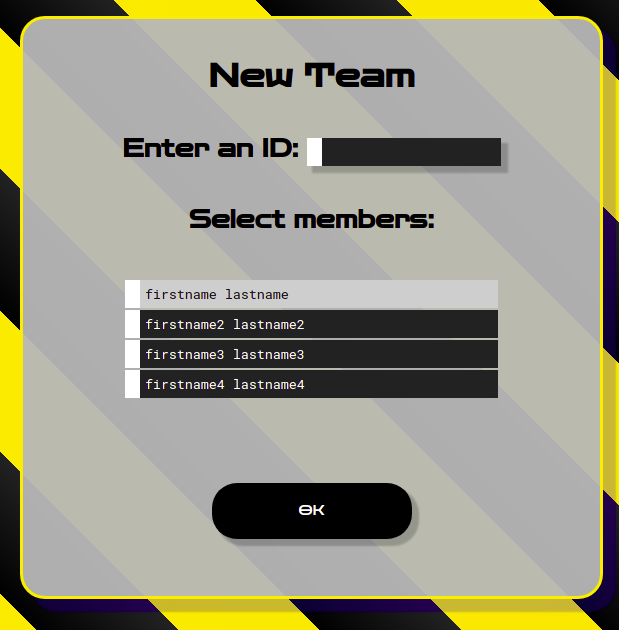 New Team
Enter an ID:
Select members:
firstname lastname
firstname2 lastname2
firstname3 lastname3
firstname4 lastname4
OK